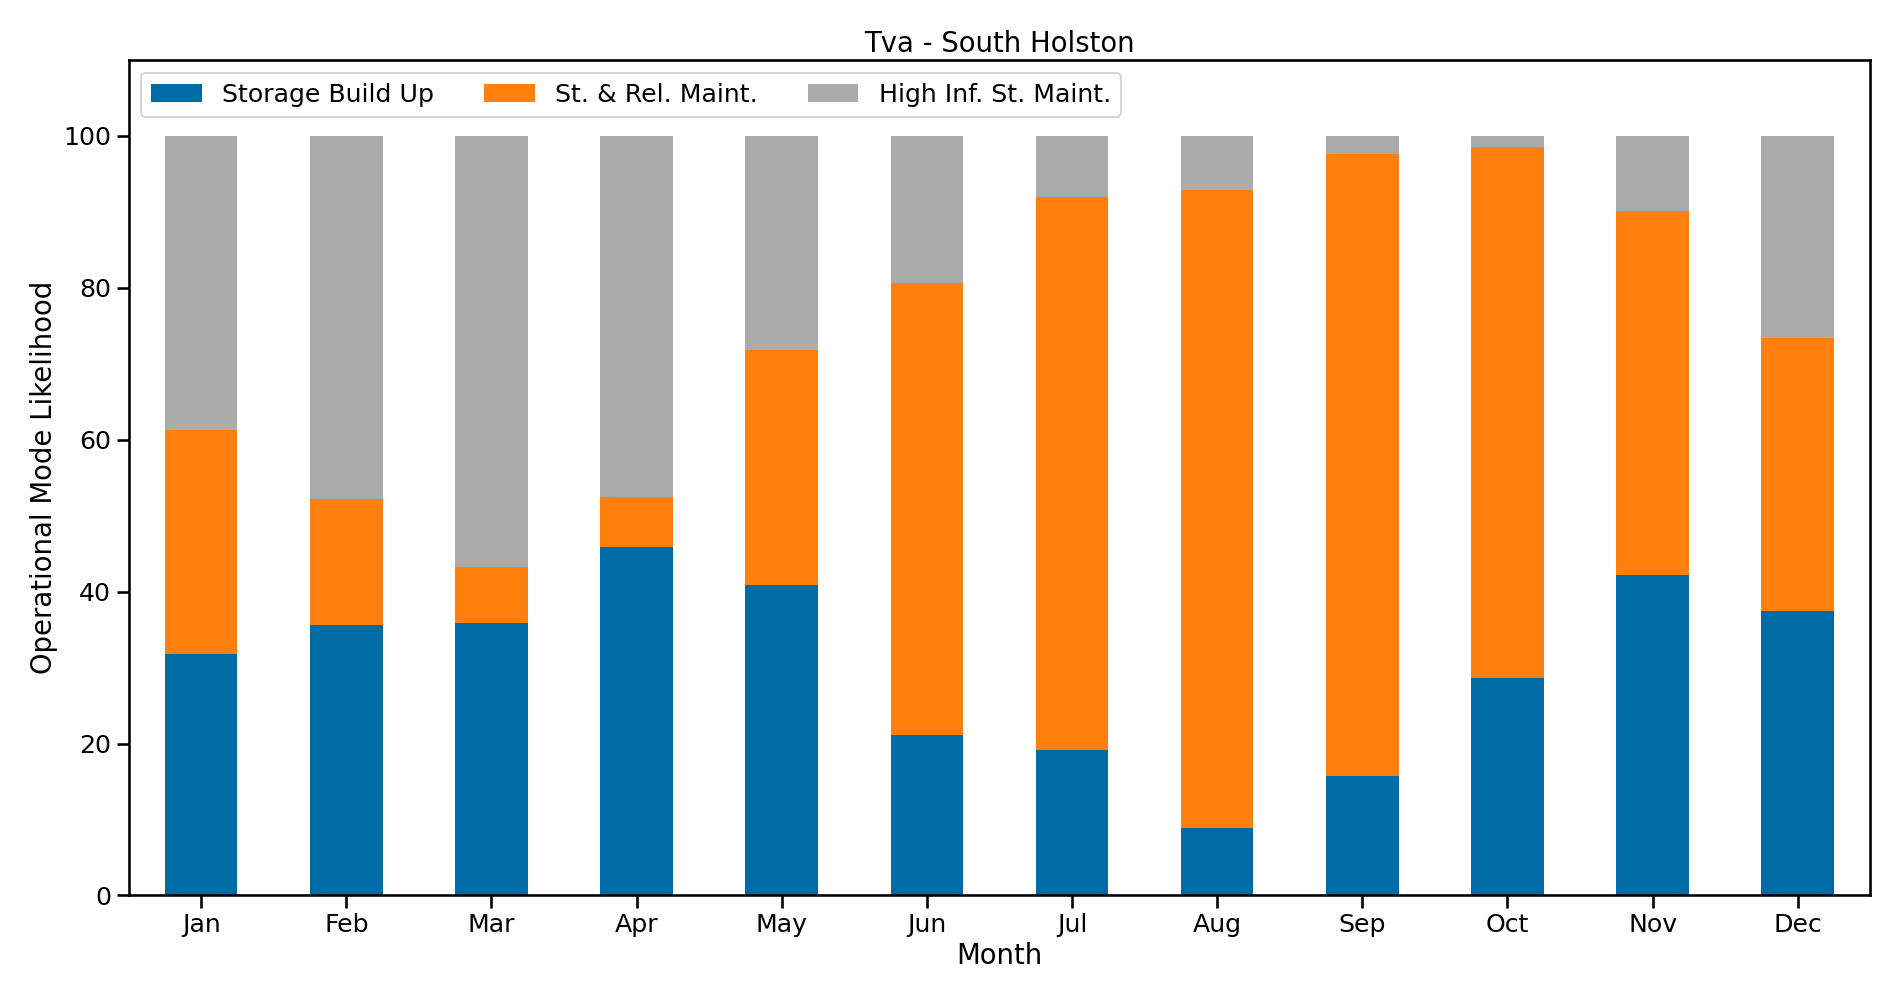 Tva - South Holston
Storage Build Up St. & Rel. Maint. High Inf. St. Maint.
Operational Mode Likelihood
100
80
60
40
20
0
Jan Feb Mar Apr May Jun Jul Aug Sep Oct Nov Dec
Month